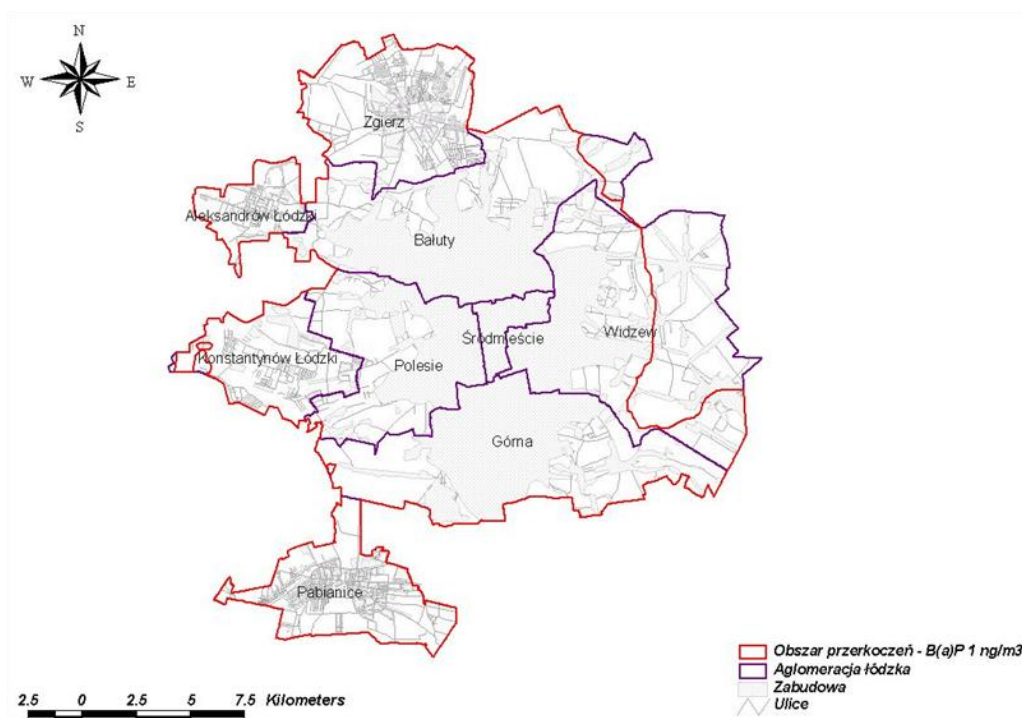 N
W E
S
Zgierz
Aleksandrów Łódzki
Bałuty
Śródmieście
Widzew
Konstantynów Łódzki
Polesie
Górna
Pabianice
Obszar przerkoczeń - B(a)P 1 ng/m3
Aglomeracja łódzka
Zabudowa
Ulice
2.5 0 2.5 5 7.5 Kilometers